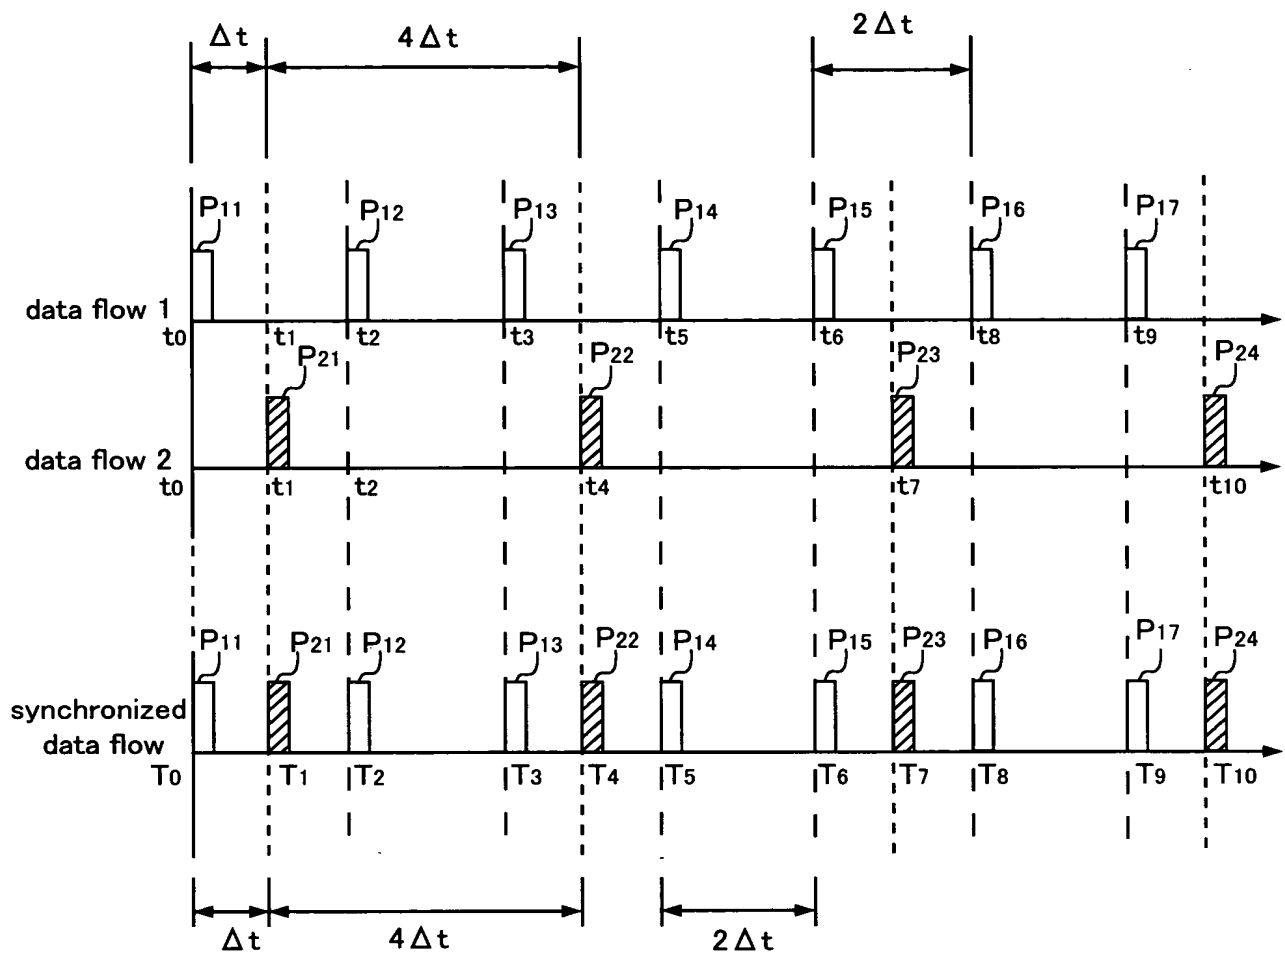 Δt 4Δt 2Δt
P11 P12 P13 P14 P15 P16 P17
data flow 1
t0 t1 t2 t3 t5 t6 t8 t9
P21 P22 P23 P24
data flow 2
t0 t1 t2 t4 t7 t10
P11 P21 P12 P13 P22 P14 P15 P23 P16 P17 P24
synchronized
data flow
T0 T1 T2 T3 T4 T5 T6 T7 T8 T9 T10
Δt 4Δt 2Δt